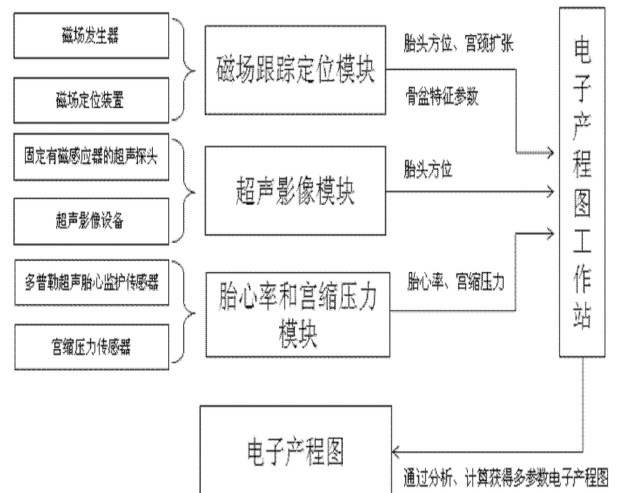 磁场发生器
磁场定位装置
磁场跟踪定位模块
胎头方位、宫颈扩张
骨盆特征参数
固定有磁感应器的超声探头
超声影像设备
超声影像模块
胎头方位
多普勒超声胎心监护传感器
宫缩压力传感器
胎心率和宫缩压力
模块
胎心率、宫缩压力
电子产程图工作站
电子产程图
通过分析、计算获得多参数电子产程图